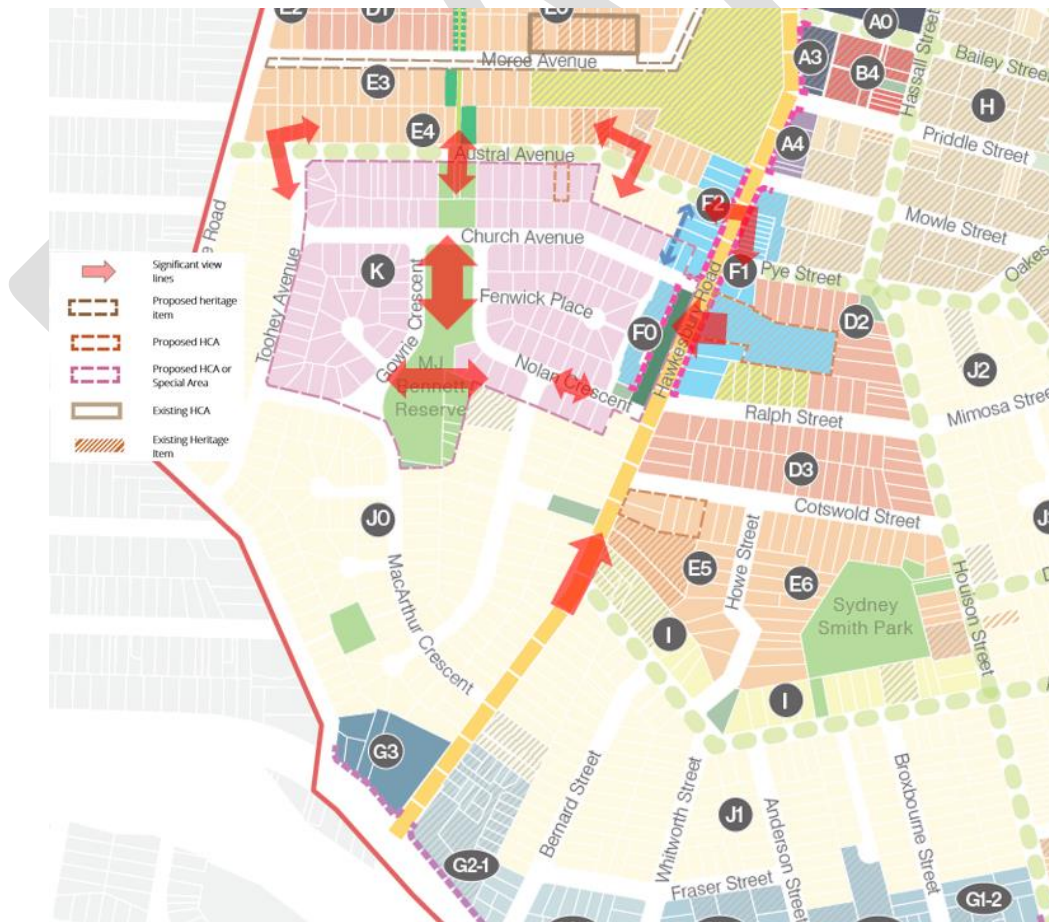 E2
D1
E0
A0
Moree Avenue
A3
B4
Hassall Street
Bailey Street
E3
H
E4
Priddle Street
A4
Austral Avenue
F2
Mowle Street
Church Avenue
Oakes
e Road
K
F1
Pye Street
Significant view
lines
Proposed heritage
item
Proposed HCA
Proposed HCA or
Special Area
Existing HCA
Existing Heritage
Item
Toohey Avenue
Gowrie Crescent
Fenwick Place
F0
Hawkesbury Road
D2
J2
MJ
Bennett
Reserve
Nolan Crescent
Ralph Street
Mimosa Stree
D3
Cotswold Street
J0
E5
Howe Street
E6
Sydney
Smith Park
Houison Street
MacArthur Crescent
I
I
G3
Bernard Street
Whitworth Street
J1
Anderson Street
Broxbourne Street
G2-1
Fraser Street
G1-2